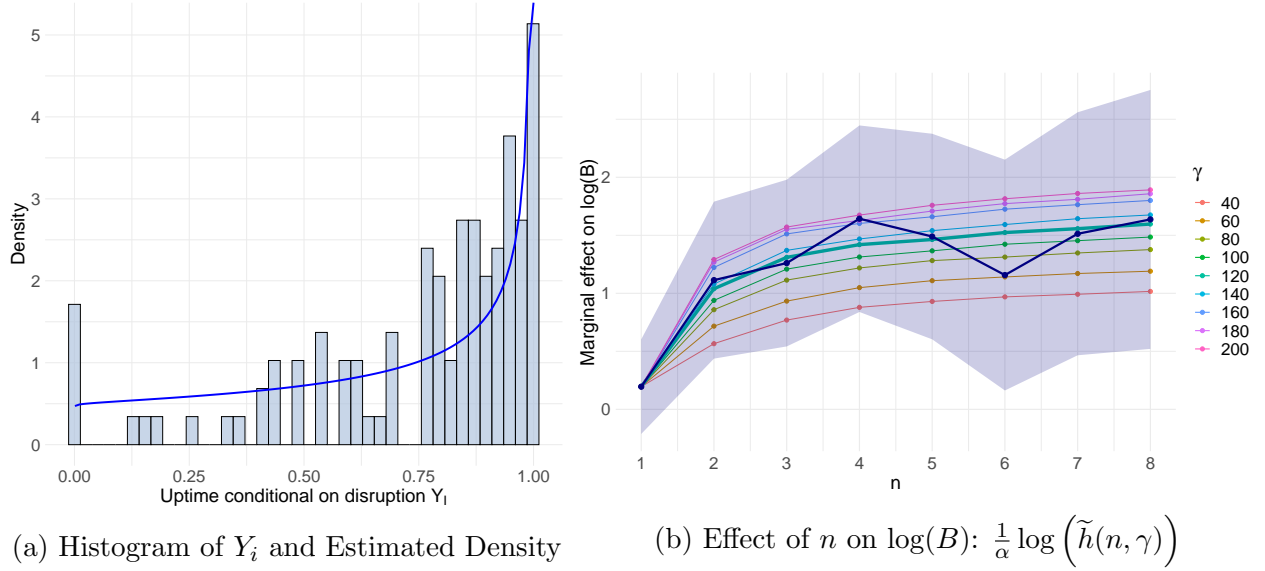 5
4
3
2
1
0
Density
0.00 0.25 0.50 0.75 1.00
Uptime conditional on disruption Y_I
(a) Histogram of Y_i and Estimated Density
2
1
0
Marginal effect on log(B)
1 2 3 4 5 6 7 8
n
γ
40
60
80
100
120
140
160
180
200
(b) Effect of n on log(B): 1/α log(h̃(n, γ))